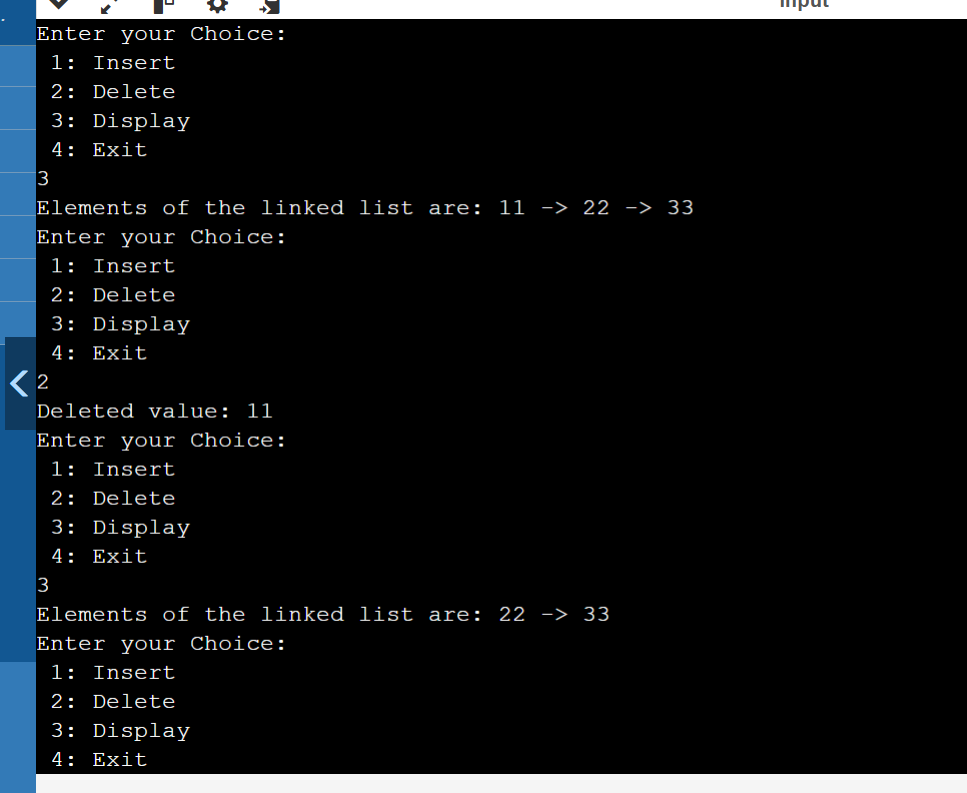 input
Enter your Choice:
1: Insert
2: Delete
3: Display
4: Exit
3
Elements of the linked list are: 11 -> 22 -> 33
Enter your Choice:
1: Insert
2: Delete
3: Display
4: Exit
2
Deleted value: 11
Enter your Choice:
1: Insert
2: Delete
3: Display
4: Exit
3
Elements of the linked list are: 22 -> 33
Enter your Choice:
1: Insert
2: Delete
3: Display
4: Exit